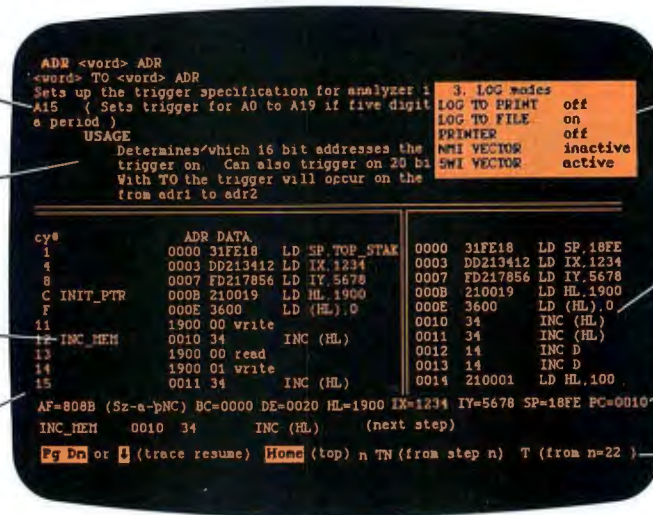 ADR <word> ADR
<word> TO <word> ADR
Sets up the trigger specification for analyzer i
A15 ( Sets trigger for A0 to A19 if five digit
a period )
USAGE
Determines which 16 bit addresses the
trigger on. Can also trigger on 20 bi
With TO the trigger will occur on the
from adr1 to adr2
3. LOG modes
LOG TO PRINT off
LOG TO FILE on
PRINTER off
NMI VECTOR inactive
SWI VECTOR active
cy# ADR DATA
1 0000 31FE18 LD SP,TOP_STAK
4 0003 DD213412 LD IX,1234
8 0007 FD217856 LD IY,5678
C INIT_PTR 000B 210019 LD HL,1900
F 000E 3600 LD (HL),0
11 1900 00 write
12 INC_MEM 0010 34 INC (HL)
13 1900 00 read
14 1900 01 write
15 0011 34 INC (HL)
0000 31FE18 LD SP,18FE
0003 DD213412 LD IX,1234
0007 FD217856 LD IY,5678
000B 210019 LD HL,1900
000E 3600 LD (HL),0
0010 34 INC (HL)
0011 34 INC (HL)
0012 14 INC D
0013 14 INC D
0014 210001 LD HL,100
AF=808B (Sz-a-pNC) BC=0000 DE=0020 HL=1900 IX=1234 IY=5678 SP=18FE PC=0010
INC_MEM 0010 34 INC (HL) (next step)
Pg Dn or ↓ (trace resume) Home (top) n TN (from step n) T (from n=22 )